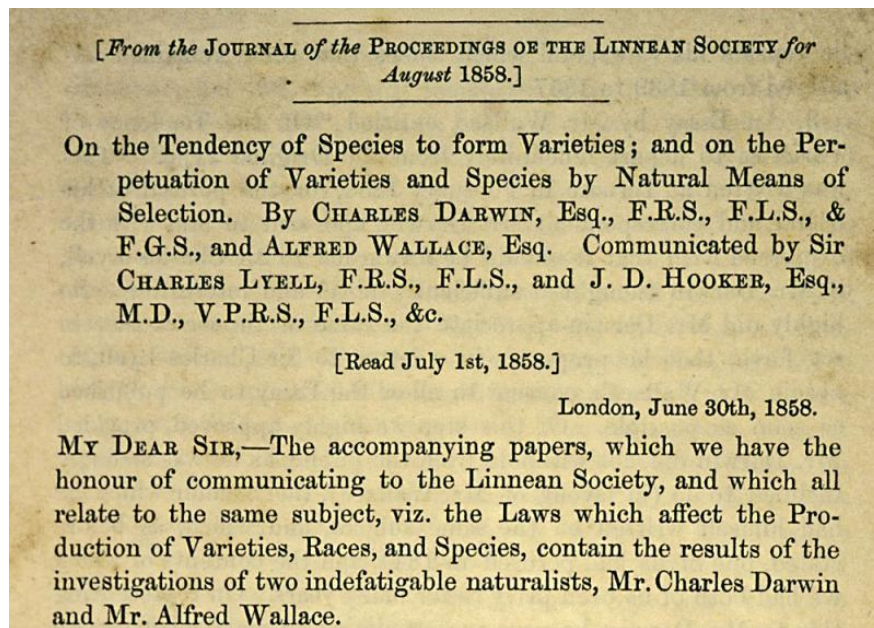 [From the JOURNAL of the PROCEEDINGS OE THE LINNEAN SOCIETY for
August 1858.]
On the Tendency of Species to form Varieties; and on the Per-
petuation of Varieties and Species by Natural Means of
Selection. By CHARLES DARWIN, Esq., F.R.S., F.L.S., &
F.G.S., and ALFRED WALLACE, Esq. Communicated by Sir
CHARLES LYELL, F.R.S., F.L.S., and J. D. HOOKER, Esq.,
M.D., V.P.R.S., F.L.S., &c.
[Read July 1st, 1858.]
London, June 30th, 1858.
MY DEAR SIR,—The accompanying papers, which we have the
honour of communicating to the Linnean Society, and which all
relate to the same subject, viz. the Laws which affect the Pro-
duction of Varieties, Races, and Species, contain the results of the
investigations of two indefatigable naturalists, Mr. Charles Darwin
and Mr. Alfred Wallace.